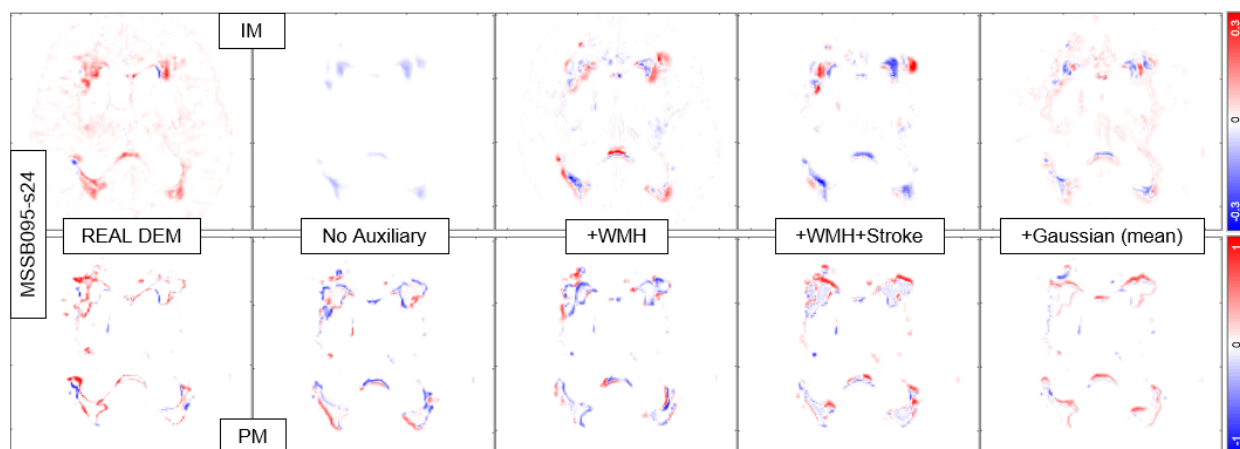 IM
0.3
0
-0.3
MSSB095-s24
REAL DEM
No Auxiliary
+WMH
+WMH+Stroke
+Gaussian (mean)
1
0
-1
PM